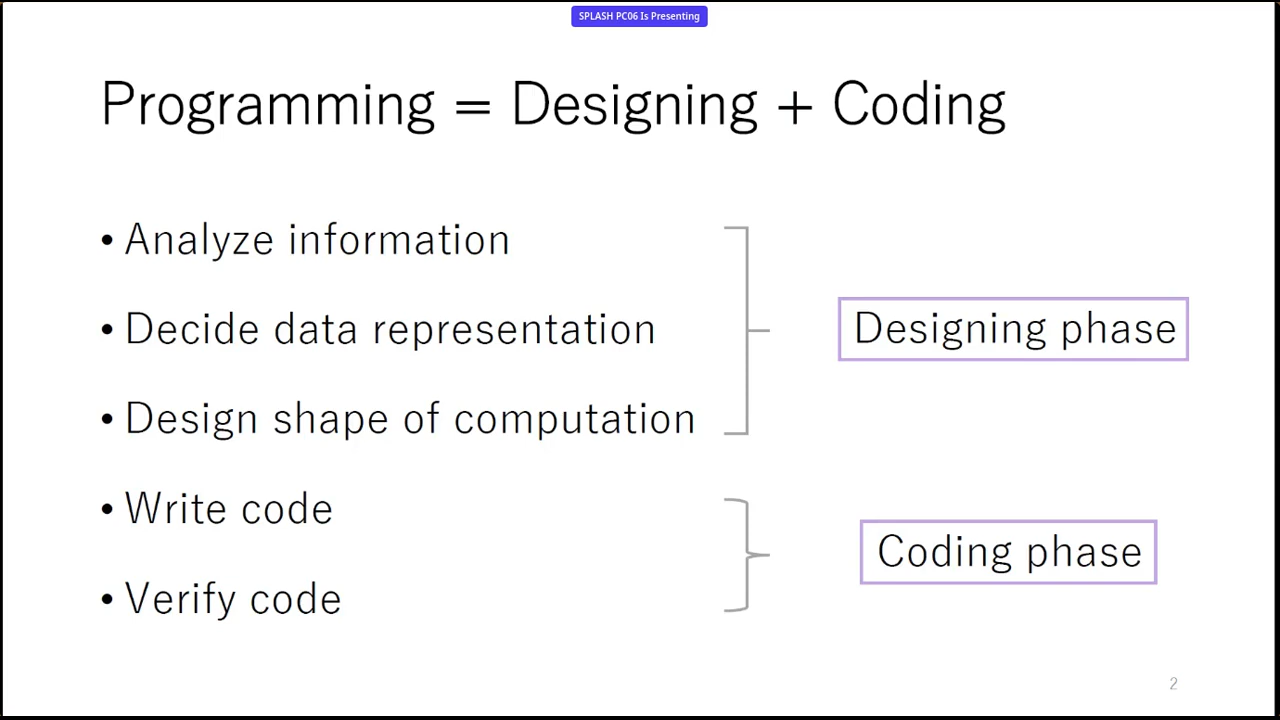 SPLASH PC06 Is Presenting
Programming = Designing + Coding
• Analyze information
• Decide data representation
• Design shape of computation
Designing phase
• Write code
• Verify code
Coding phase
2